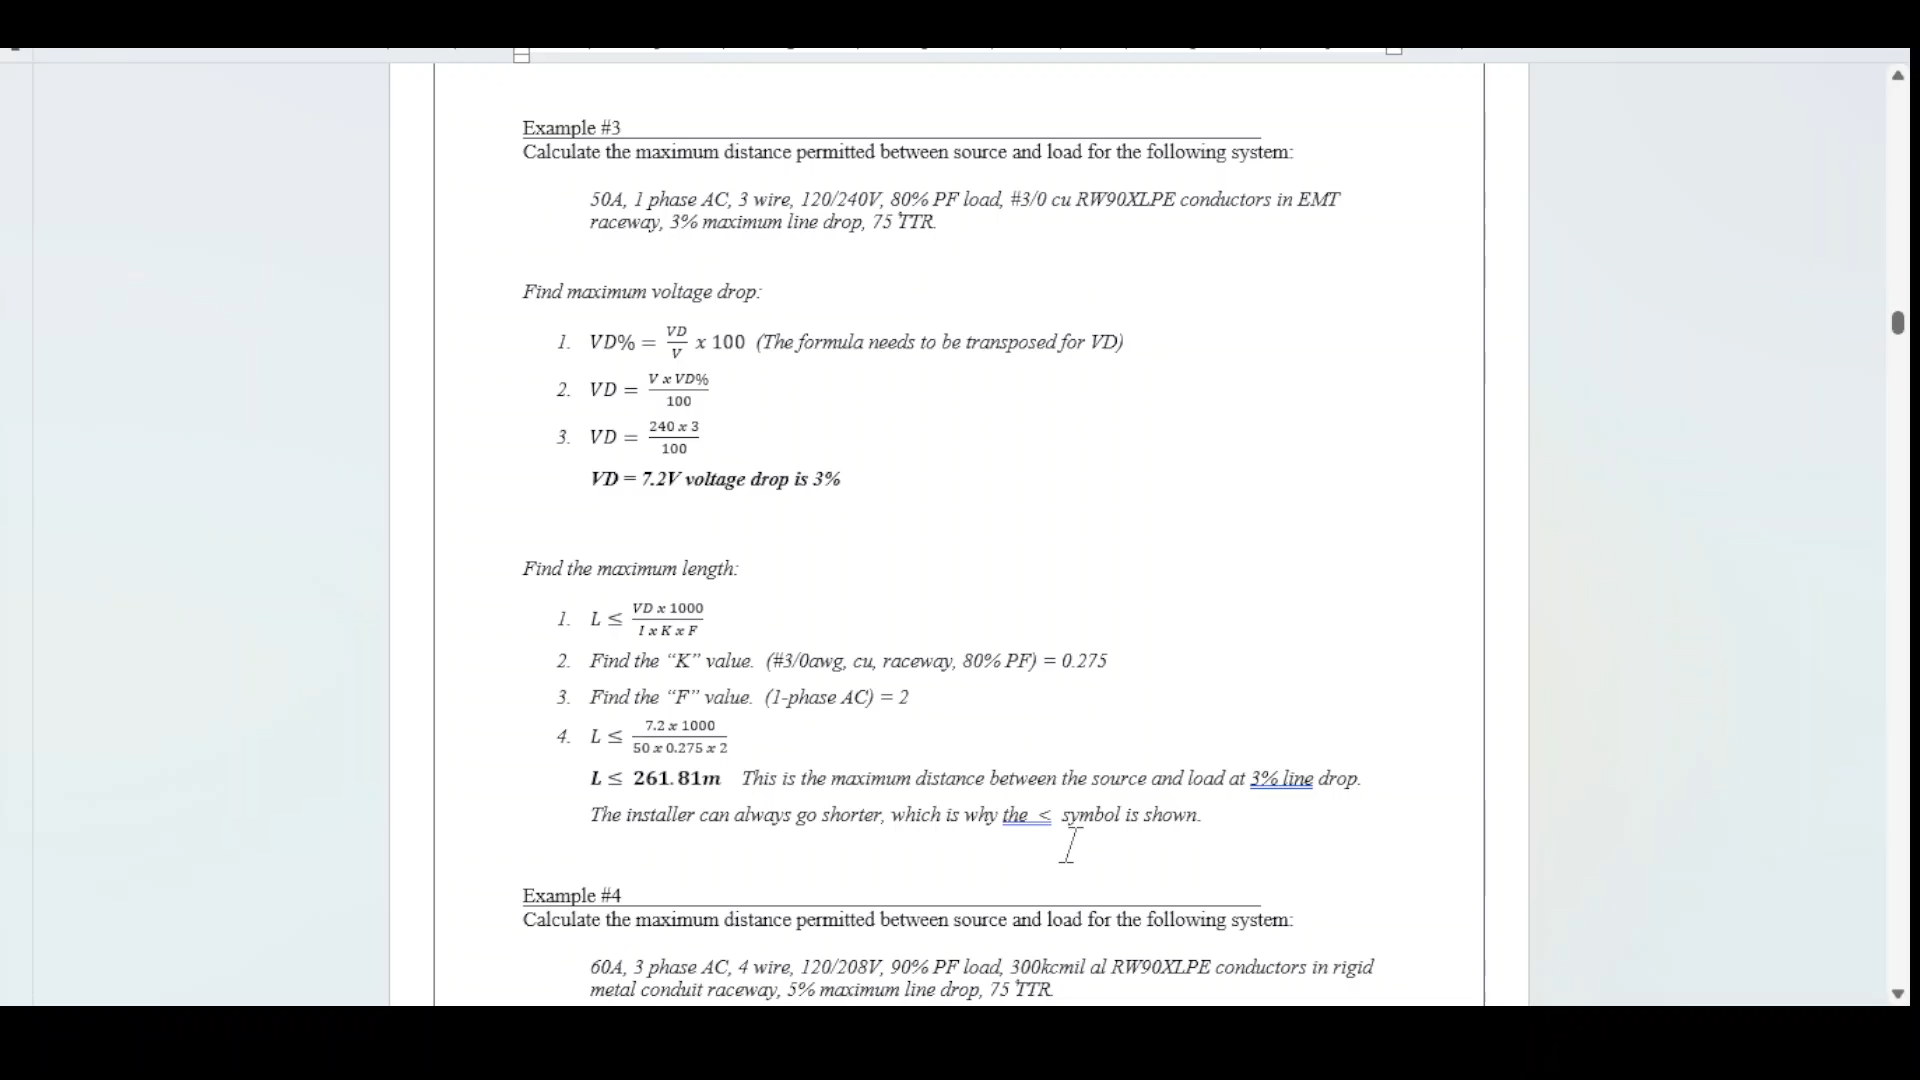 Example #3
Calculate the maximum distance permitted between source and load for the following system:
50A, 1 phase AC, 3 wire, 120/240V, 80% PF load, #3/0 cu RW90XLPE conductors in EMT
raceway, 3% maximum line drop, 75 ̊TTR.
Find maximum voltage drop:
1. VD% = VD/V x 100 (The formula needs to be transposed for VD)
2. VD = V x VD%/100
3. VD = 240 x 3/100
VD = 7.2V voltage drop is 3%
Find the maximum length:
1. L ≤ VD x 1000/I x K x F
2. Find the “K” value. (#3/0awg, cu, raceway, 80% PF) = 0.275
3. Find the “F” value. (1-phase AC) = 2
4. L ≤ 7.2 x 1000/50 x 0.275 x 2
L ≤ 261.81m This is the maximum distance between the source and load at 3% line drop.
The installer can always go shorter, which is why the < symbol is shown.
Example #4
Calculate the maximum distance permitted between source and load for the following system:
60A, 3 phase AC, 4 wire, 120/208V, 90% PF load, 300kcmil al RW90XLPE conductors in rigid
metal conduit raceway, 5% maximum line drop, 75 ̊TTR